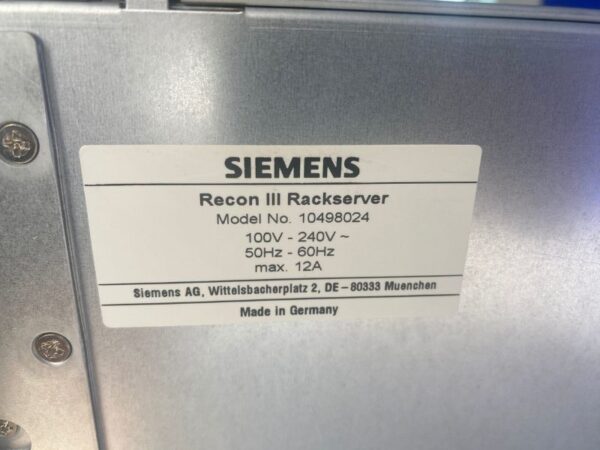 SIEMENS
Recon III Rackserver
Model No. 10498024
100V - 240V ~
50Hz - 60Hz
max. 12A
Siemens AG, Wittelsbacherplatz 2, DE - 80333 Muenchen
Made in Germany